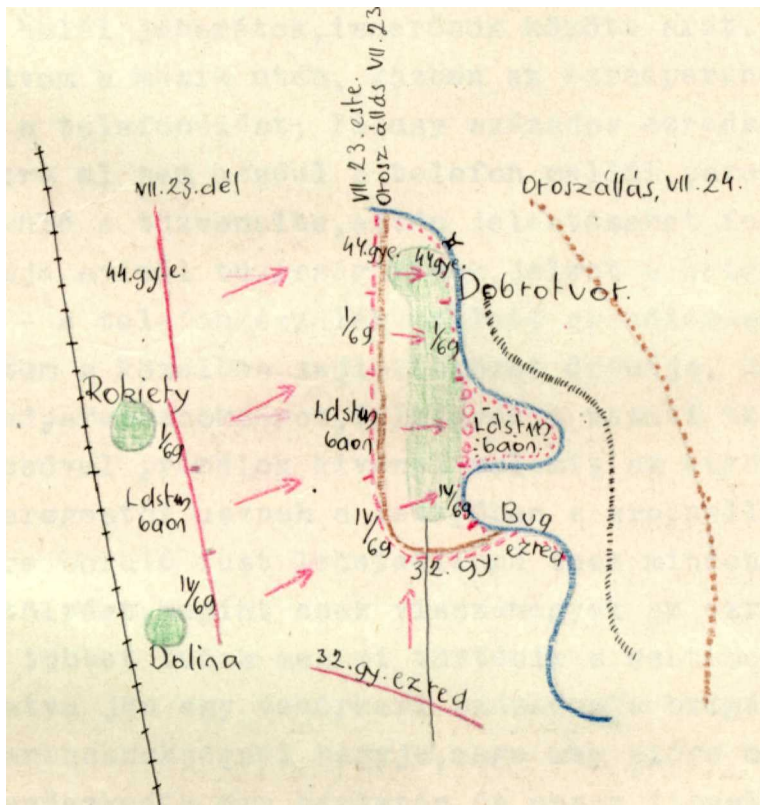 VII. 23. dél
VII. 23. este.
Orosz állás VII. 23
Oroszállás, VII. 24.
44.gy.e.
44.gy.e.
44.gy.
Dobrotvor.
1/69
1/69
Rokiety
1/69
Ldstm
baon
Ldstm
baon
Ldstm
baon
IV/69
IV/69
IV/69
Bug
32. gy. ezred
Dolina
32. gy. ezred